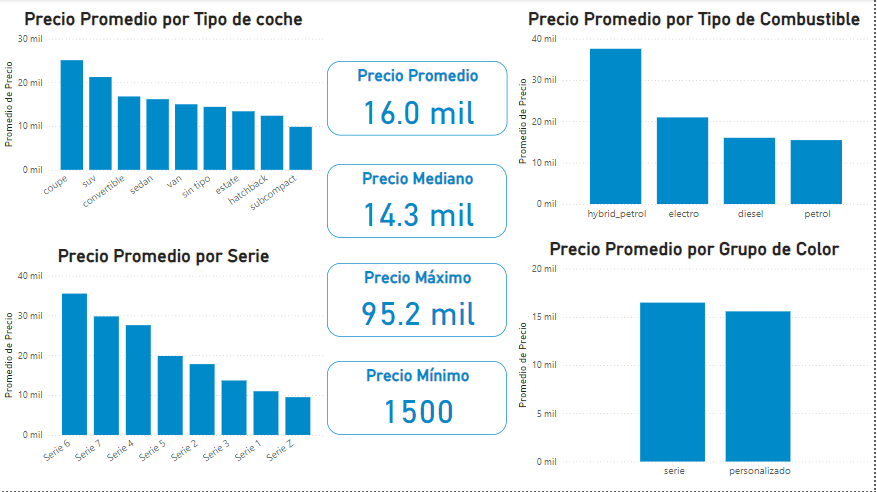 Precio Promedio por Tipo de coche
30 mil
20 mil
10 mil
0 mil
Promedio de Precio
coupe
suv
convertible
sedan
van
sin tipo
estate
hatchback
subcompact
Precio Promedio
16.0 mil
Precio Mediano
14.3 mil
Precio Máximo
95.2 mil
Precio Mínimo
1500
Precio Promedio por Tipo de Combustible
40 mil
30 mil
20 mil
10 mil
0 mil
Promedio de Precio
hybrid_petrol
electro
diesel
petrol
Precio Promedio por Serie
40 mil
30 mil
20 mil
10 mil
0 mil
Promedio de Precio
Serie 6
Serie 7
Serie 4
Serie 5
Serie 2
Serie 3
Serie 1
Serie Z
Precio Promedio por Grupo de Color
20 mil
15 mil
10 mil
5 mil
0 mil
Promedio de Precio
serie
personalizado